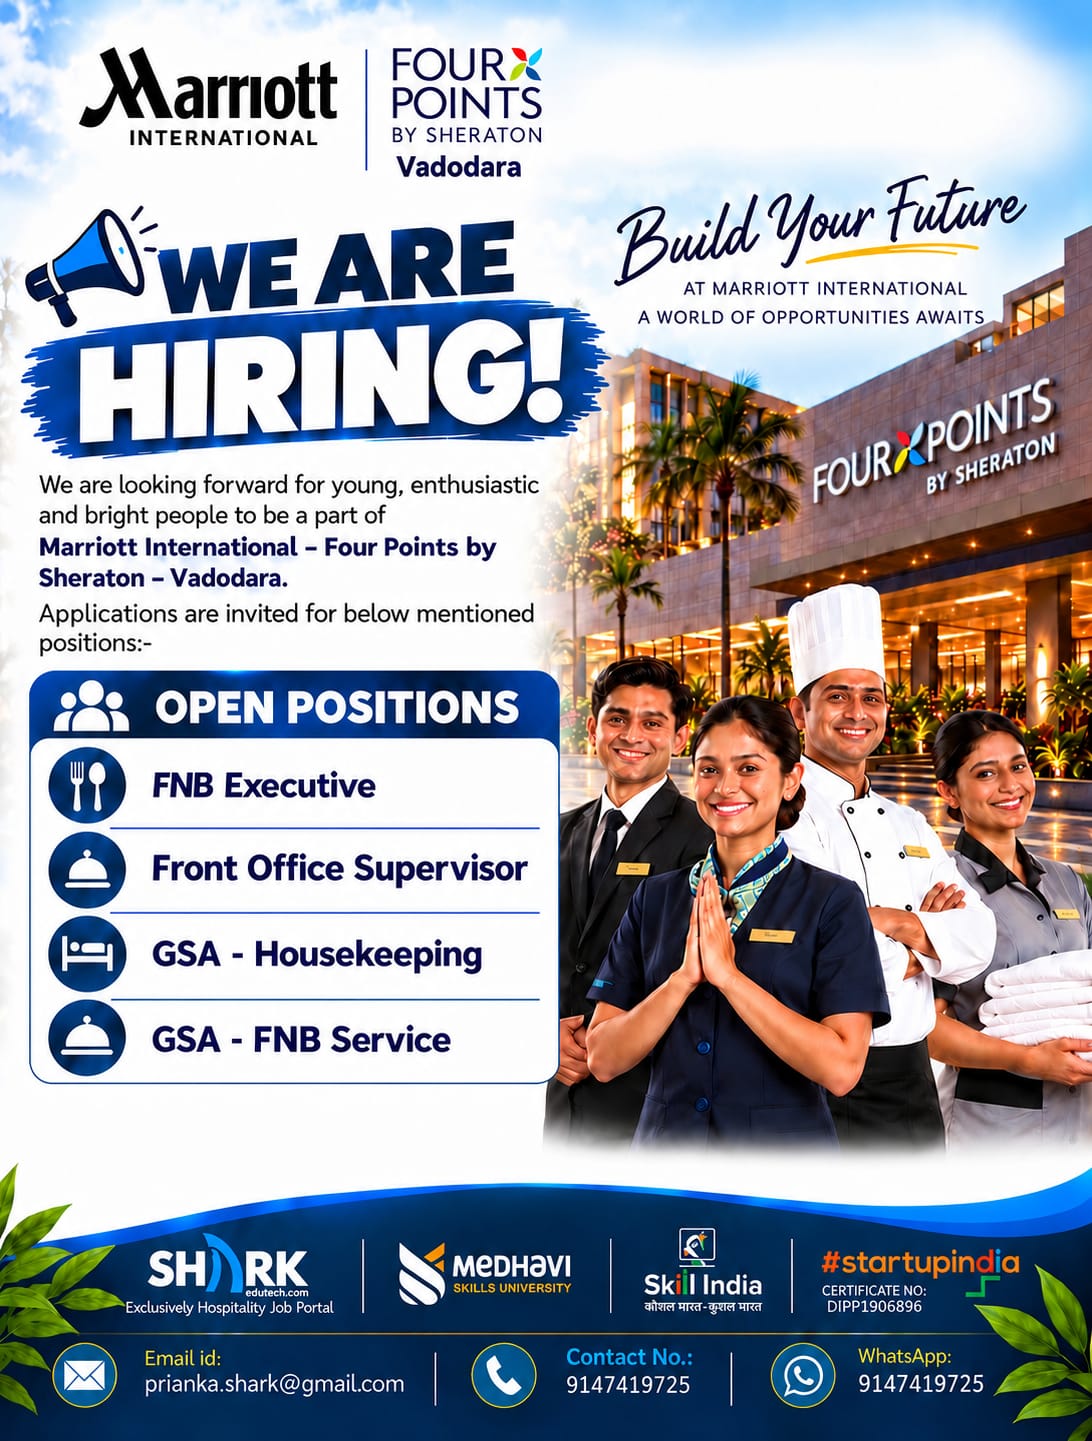 Marriott
INTERNATIONAL
FOUR POINTS
BY SHERATON
Vadodara
WE ARE
HIRING!
Build Your Future
AT MARRIOTT INTERNATIONAL
A WORLD OF OPPORTUNITIES AWAITS
FOUR POINTS
BY SHERATON
We are looking forward for young, enthusiastic
and bright people to be a part of
Marriott International – Four Points by
Sheraton – Vadodara.
Applications are invited for below mentioned
positions:-
OPEN POSITIONS
FNB Executive
Front Office Supervisor
GSA - Housekeeping
GSA - FNB Service
SHARK
edutech.com
Exclusively Hospitality Job Portal
MEDHAVI
SKILLS UNIVERSITY
Skill India
कौशल भारत-कुशल भारत
#startupindia
CERTIFICATE NO:
DIPP1906896
Email id:
prianka.shark@gmail.com
Contact No.:
9147419725
WhatsApp:
9147419725